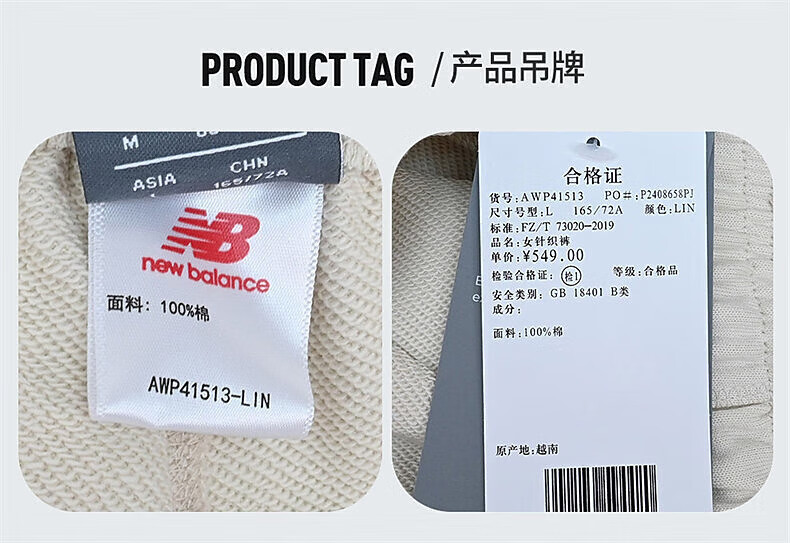 PRODUCT TAG / 产品吊牌
M
ASIA CHN
165/72A
NB
new balance
面料: 100%棉
AWP41513-LIN
合格证
货号:AWP41513 PO#:P2408658PJ
尺寸号型:L 165/72A 颜色:LIN
标准:FZ/T 73020-2019
品名:女针织裤
单价:¥549.00
检验合格证: 检1 等级:合格品
安全类别: GB 18401 B类
成分:
面料:100%棉
原产地:越南